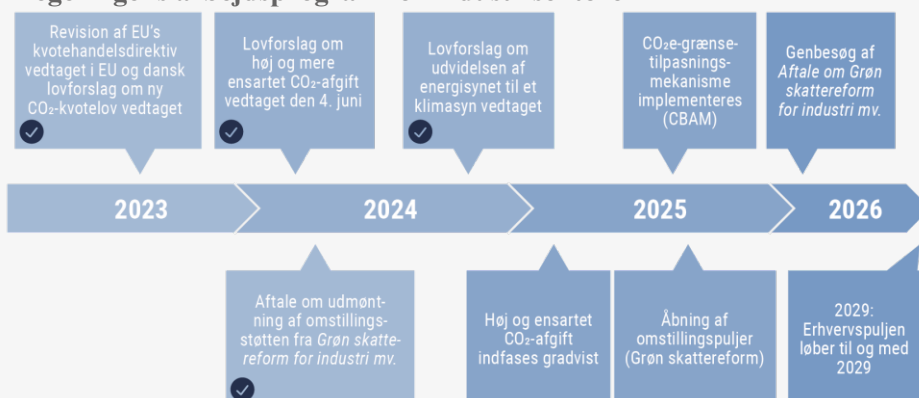 Revision af EU's
kvotehandelsdirektiv
vedtaget i EU og dansk
lovforslag om ny
CO₂-kvotelov vedtaget
Lovforslag om
høj og mere
ensartet CO₂-afgift
vedtaget den 4. juni
Lovforslag om
udvidelsen af
energisynet til et
klimasyn vedtaget
CO₂e-grænse-
tilpasnings-
mekanisme
implementeres
(CBAM)
Genbesøg af
Aftale om Grøn
skattereform
for industri mv.
2023
2024
2025
2026
Aftale om udmønt-
ning af omstillings-
støtten fra Grøn skatte-
reform for industri mv.
Høj og ensartet
CO₂-afgift
indfases gradvist
Åbning af
omstillingspuljer
(Grøn skattereform)
2029:
Erhvervspuljen
løber til og med
2029